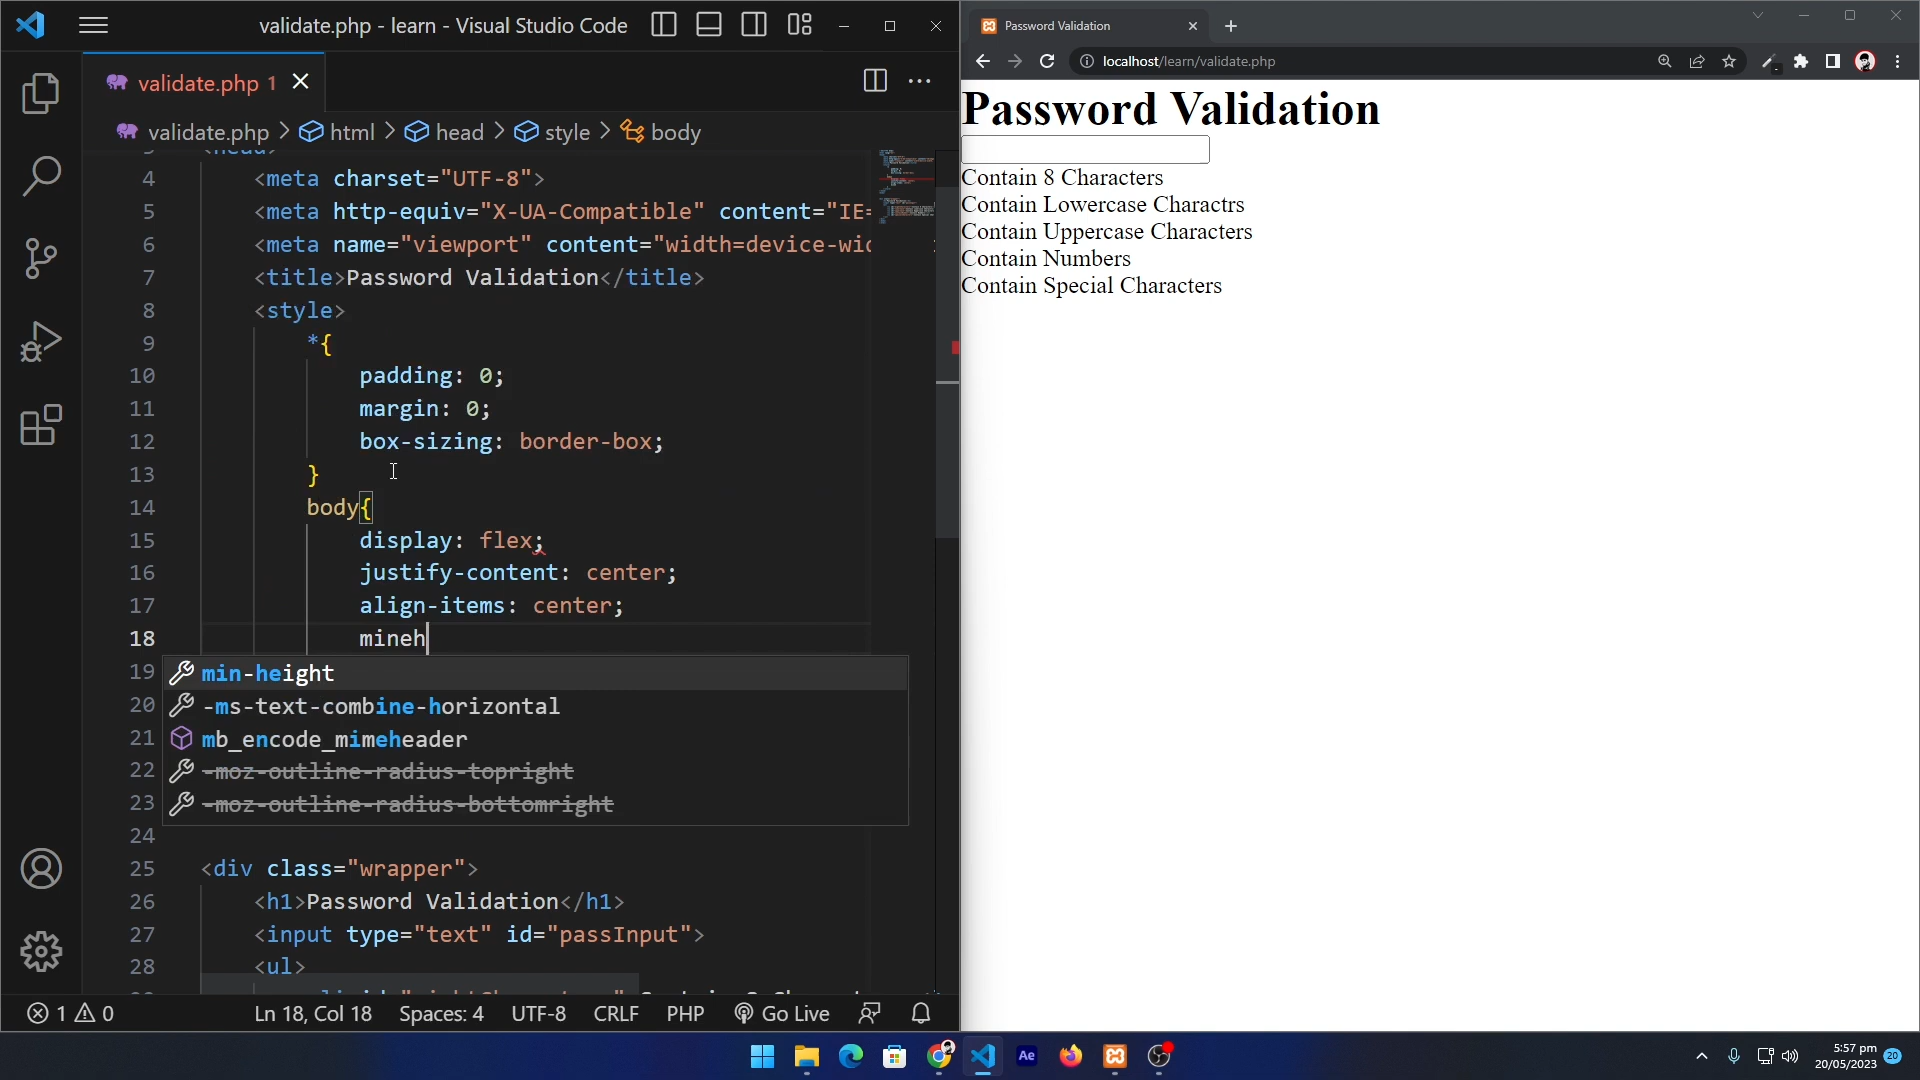 validate.php - learn - Visual Studio Code
validate.php 1
validate.php > html > head > style > body
4 <meta charset="UTF-8">
5 <meta http-equiv="X-UA-Compatible" content="IE=
6 <meta name="viewport" content="width=device-wid
7 <title>Password Validation</title>
8 <style>
9 *{
10 padding: 0;
11 margin: 0;
12 box-sizing: border-box;
13 }
14 body{
15 display: flex;
16 justify-content: center;
17 align-items: center;
18 mineh
19 min-height
20 -ms-text-combine-horizontal
21 mb_encode_mimeheader
22 -moz-outline-radius-topright
23 -moz-outline-radius-bottomright
24
25 <div class="wrapper">
26 <h1>Password Validation</h1>
27 <input type="text" id="passInput">
28 <ul>
1 0 Ln 18, Col 18 Spaces: 4 UTF-8 CRLF PHP Go Live
Password Validation
localhost/learn/validate.php
Password Validation
Contain 8 Characters
Contain Lowercase Charactrs
Contain Uppercase Characters
Contain Numbers
Contain Special Characters
Ae
5:57 pm
20/05/2023
20